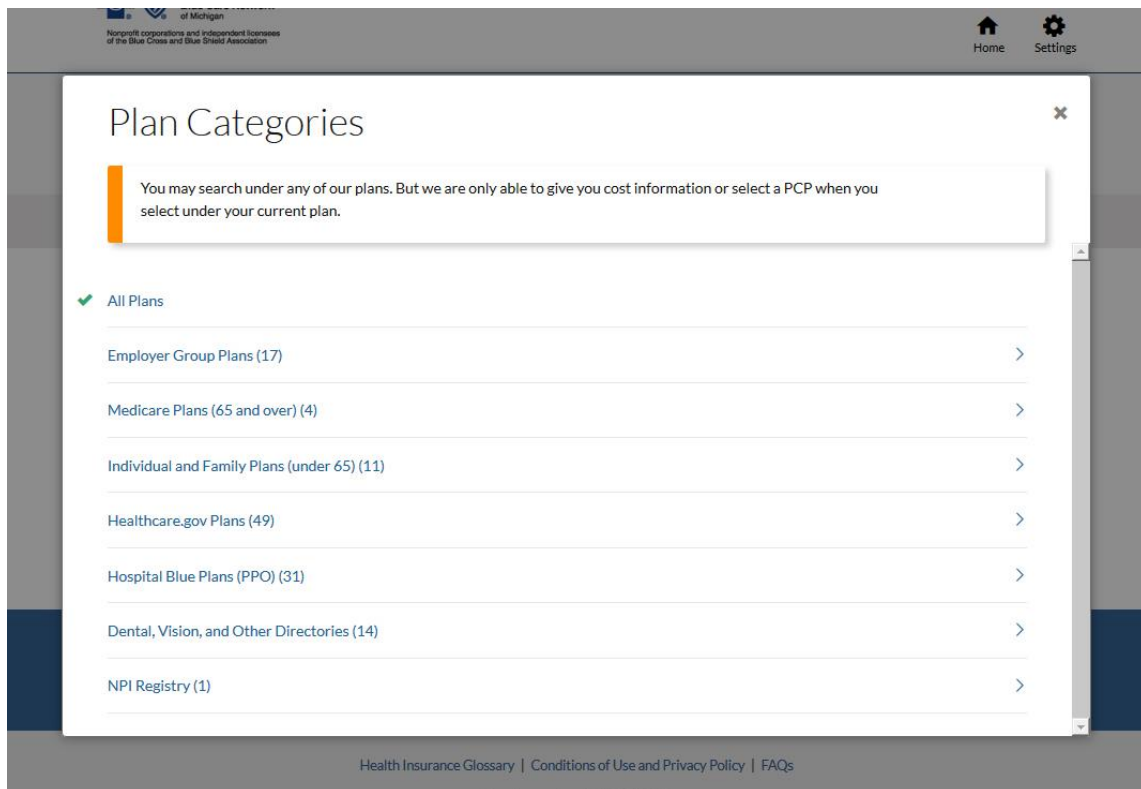 of Michigan
Nonprofit corporations and independent licensees
of the Blue Cross and Blue Shield Association
Home
Settings
Plan Categories
You may search under any of our plans. But we are only able to give you cost information or select a PCP when you
select under your current plan.
All Plans
Employer Group Plans (17)
Medicare Plans (65 and over) (4)
Individual and Family Plans (under 65) (11)
Healthcare.gov Plans (49)
Hospital Blue Plans (PPO) (31)
Dental, Vision, and Other Directories (14)
NPI Registry (1)
Health Insurance Glossary | Conditions of Use and Privacy Policy | FAQs